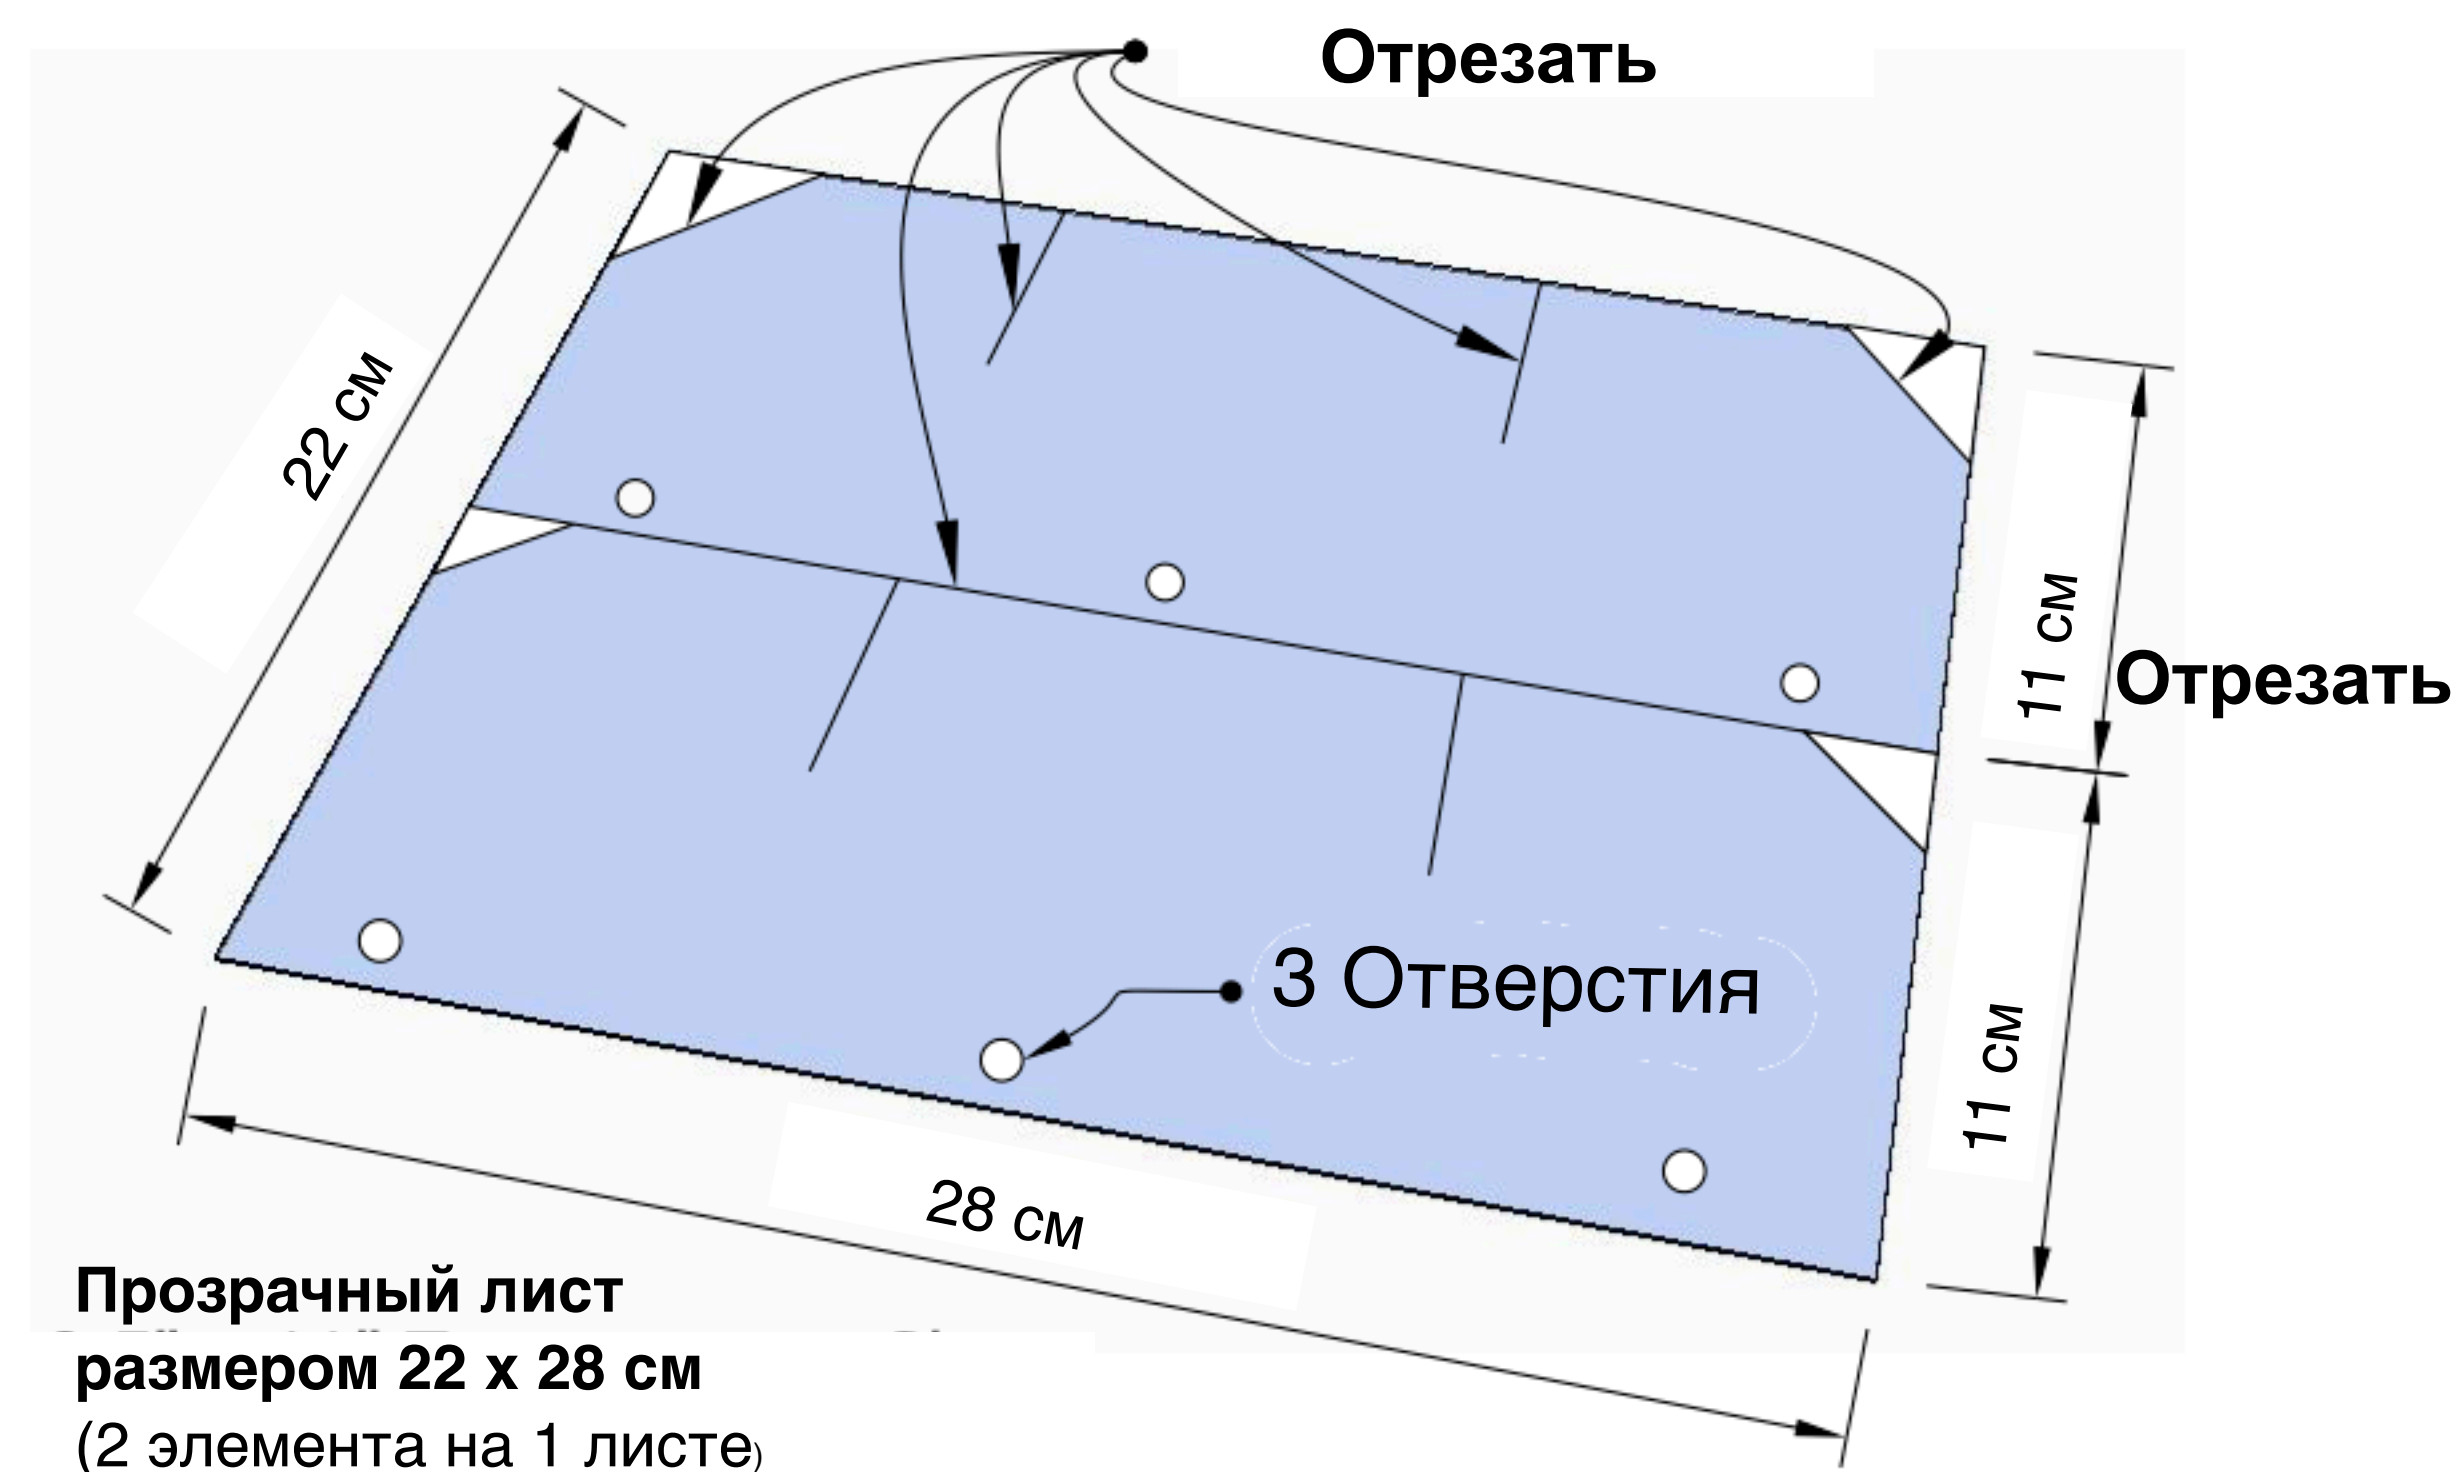 Отрезать
22 см
11 см
Отрезать
3 Отверстия
11 см
28 см
Прозрачный лист
размером 22 x 28 см
(2 элемента на 1 листе)